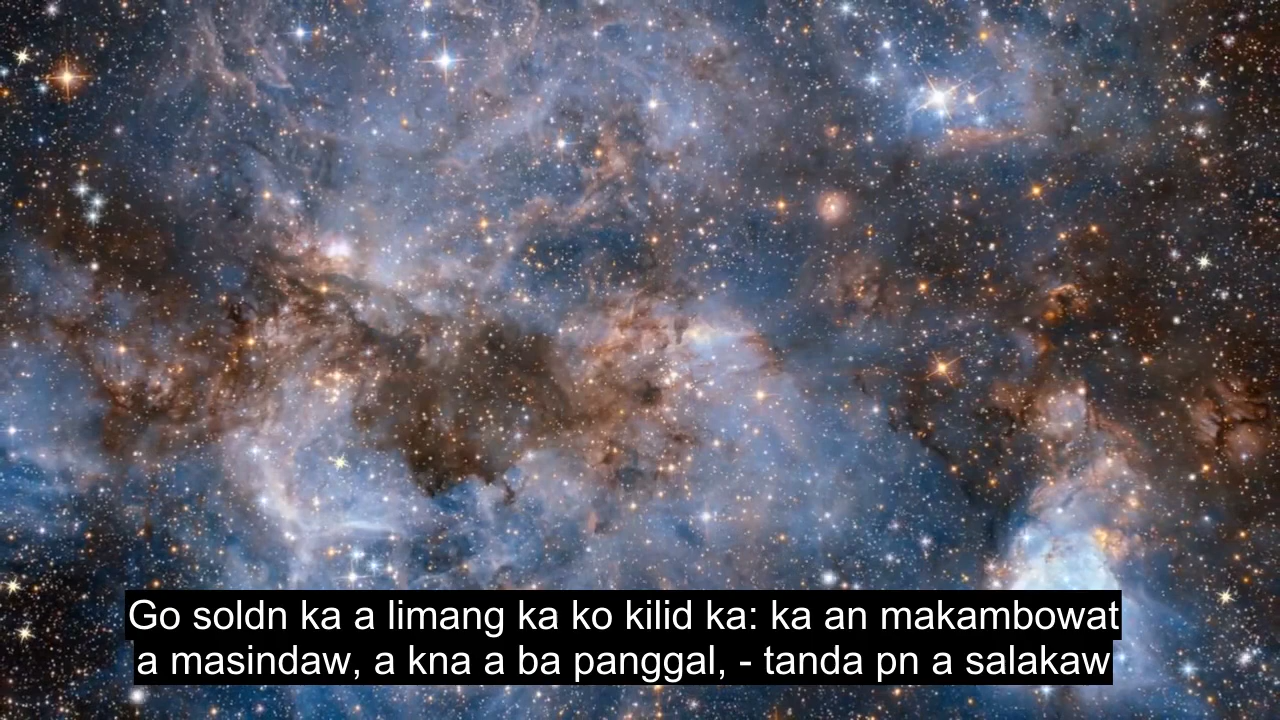 Go soldn ka a limang ka ko kilid ka: ka an makambowat
a masindaw, a kna a ba panggal, - tanda pn a salakaw